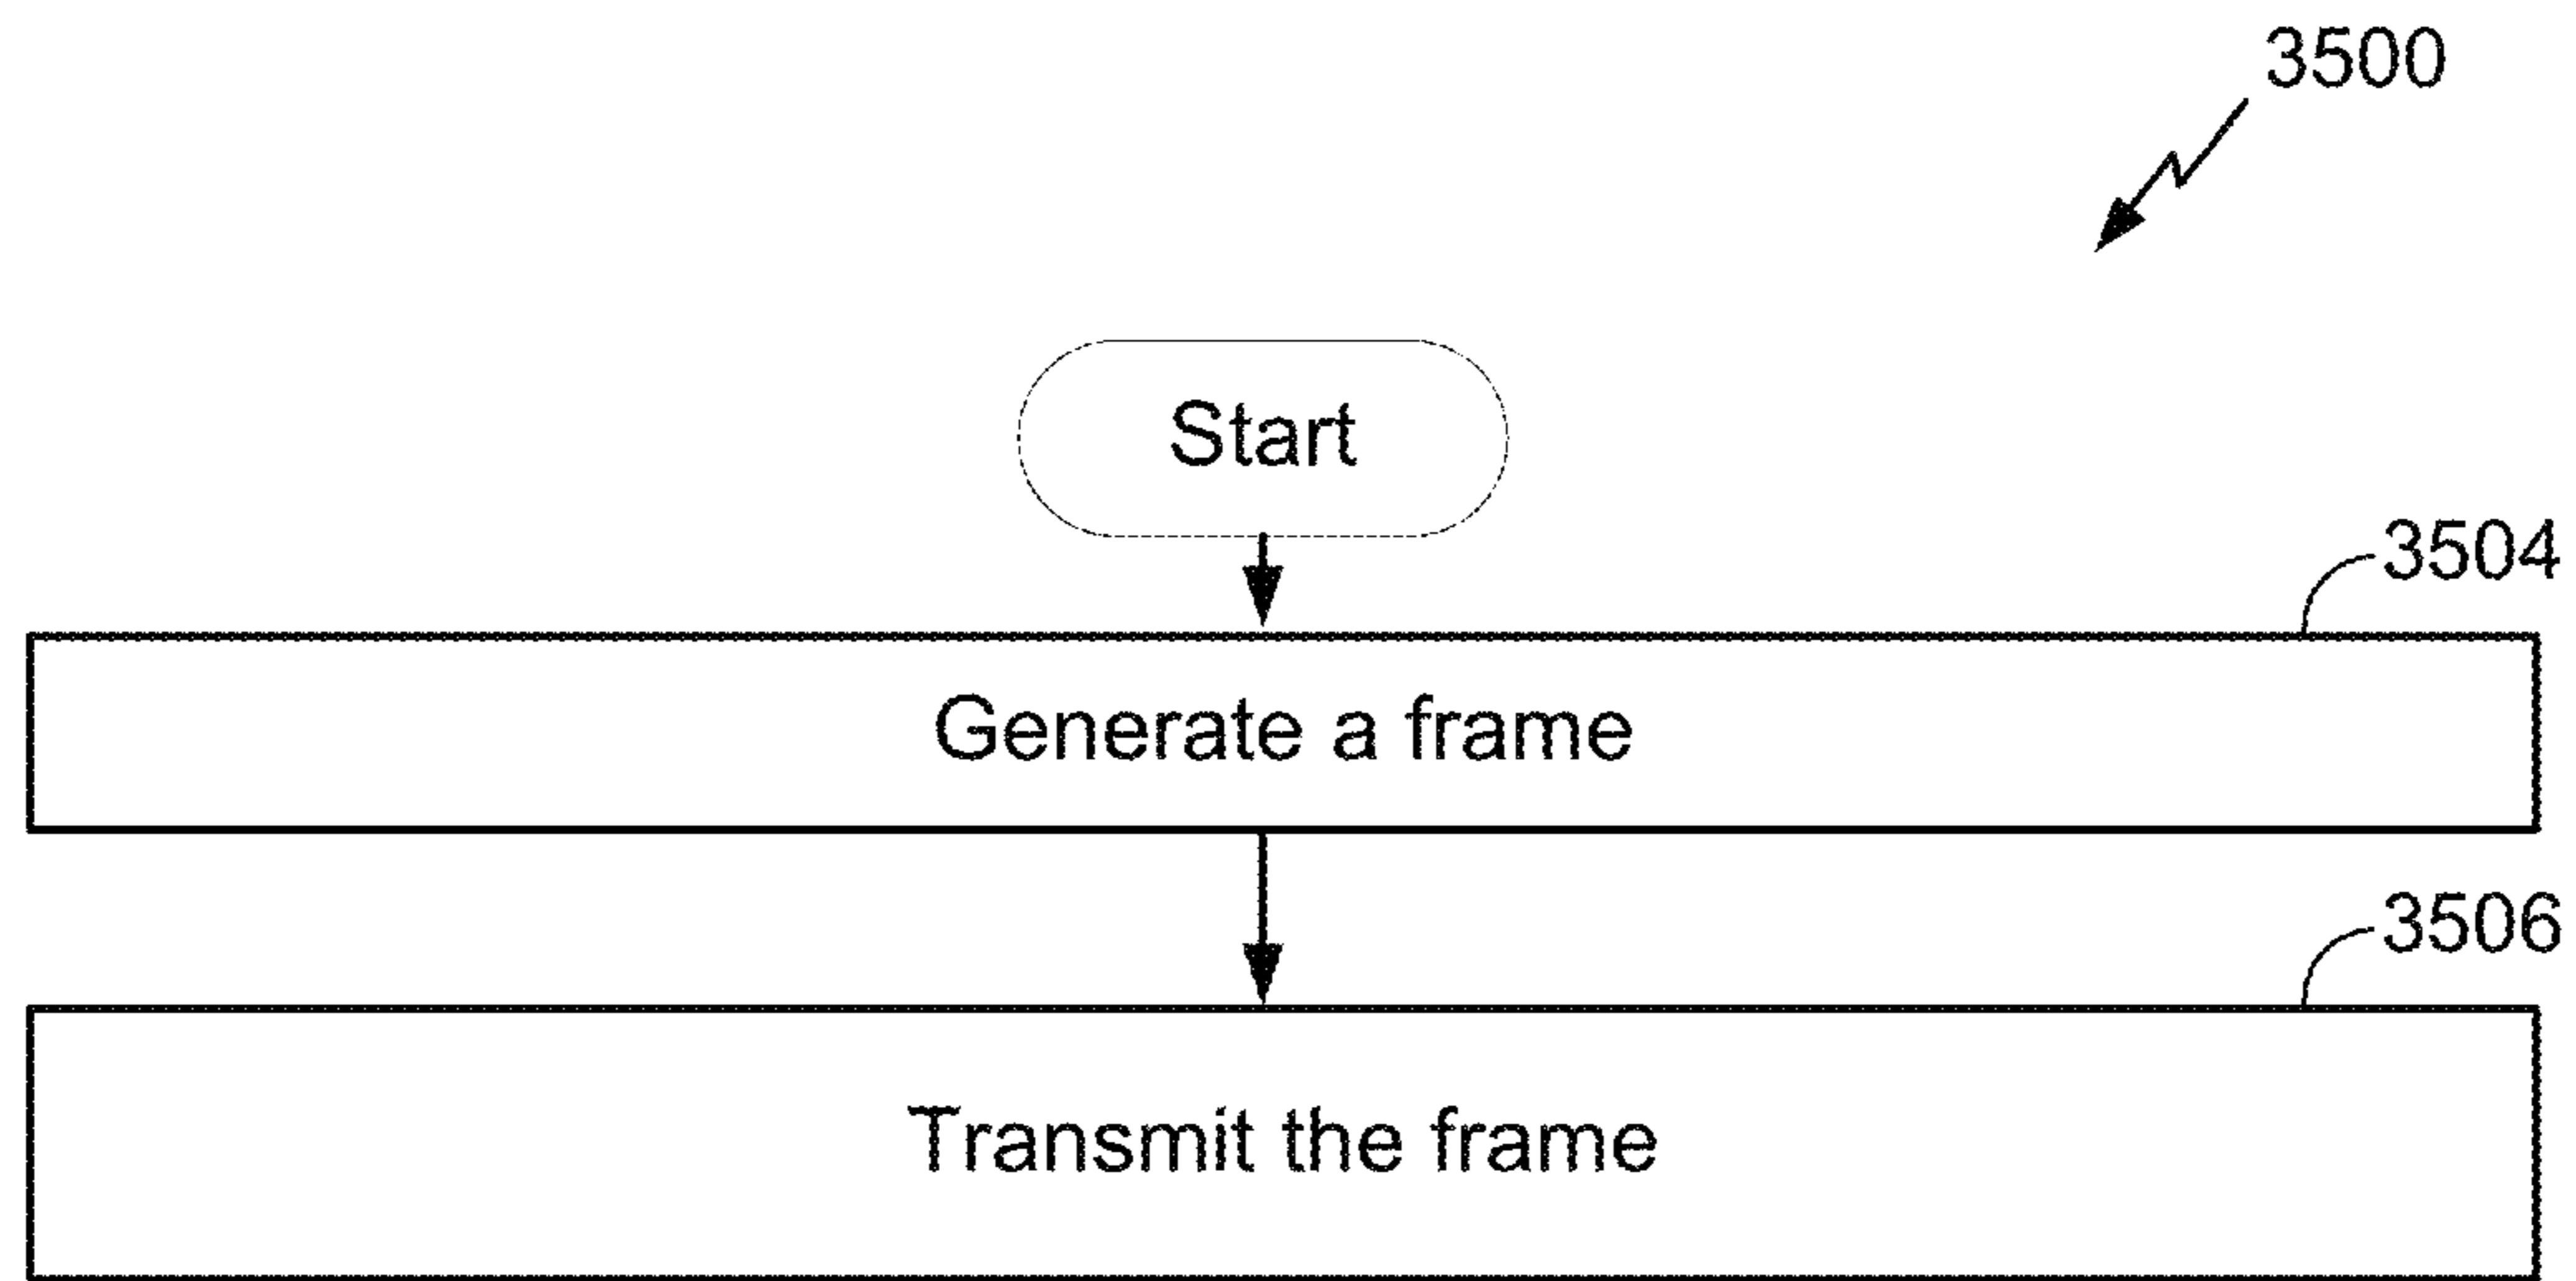 3500
Start
3504
Generate a frame
3506
Transmit the frame